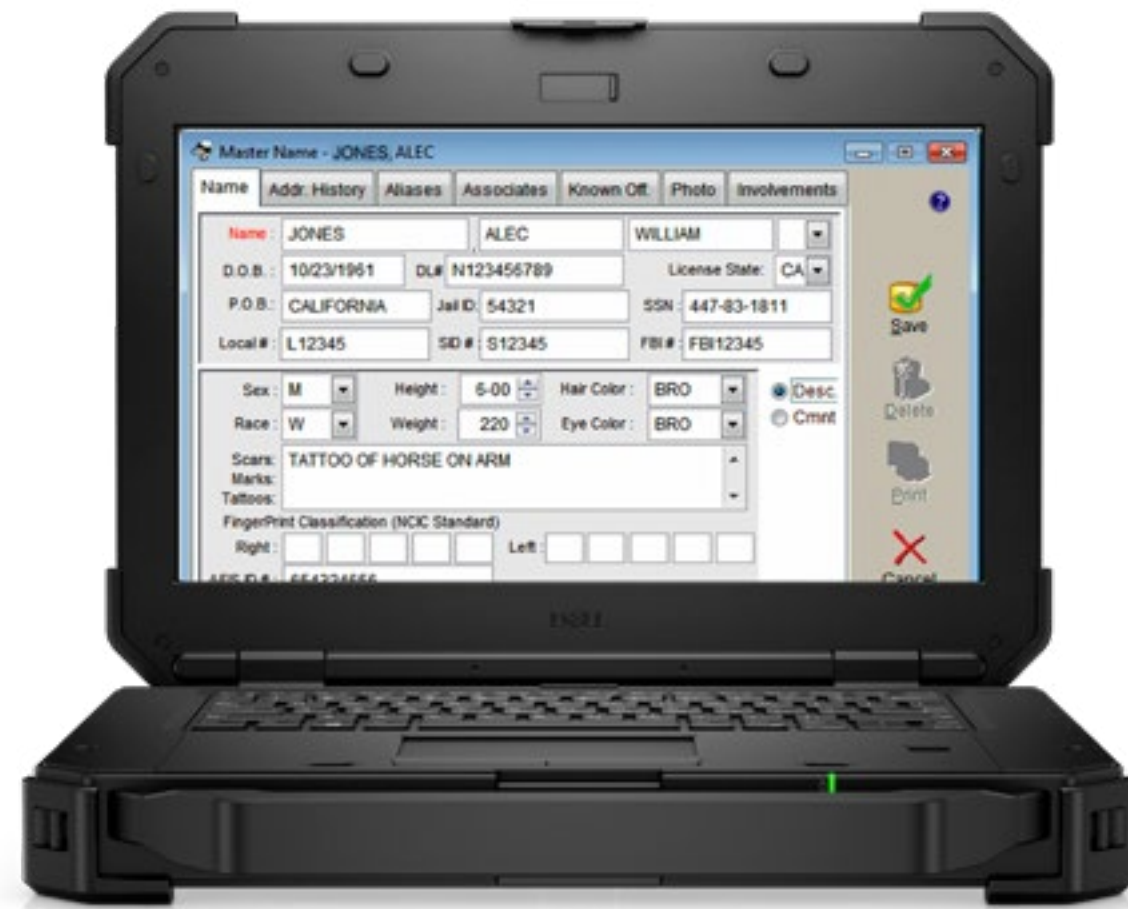 Master Name - JONES, ALEC
Name Addr. History Aliases Associates Known Off. Photo Involvements
Name : JONES ALEC WILLIAM
D.O.B. : 10/23/1961 DL# N123456789 License State: CA
P.O.B.: CALIFORNIA Jail ID: 54321 SSN : 447-83-1811
Local # : L12345 SID # : S12345 FBI # : FBI12345
Save
Sex : M Height : 6-00 Hair Color : BRO Desc.
Race : W Weight : 220 Eye Color : BRO Cmnt
Delete
Scars: TATTOO OF HORSE ON ARM
Marks:
Tattoos:
Print
FingerPrint Classification (NCIC Standard)
Right : Left :
Cancel
DELL